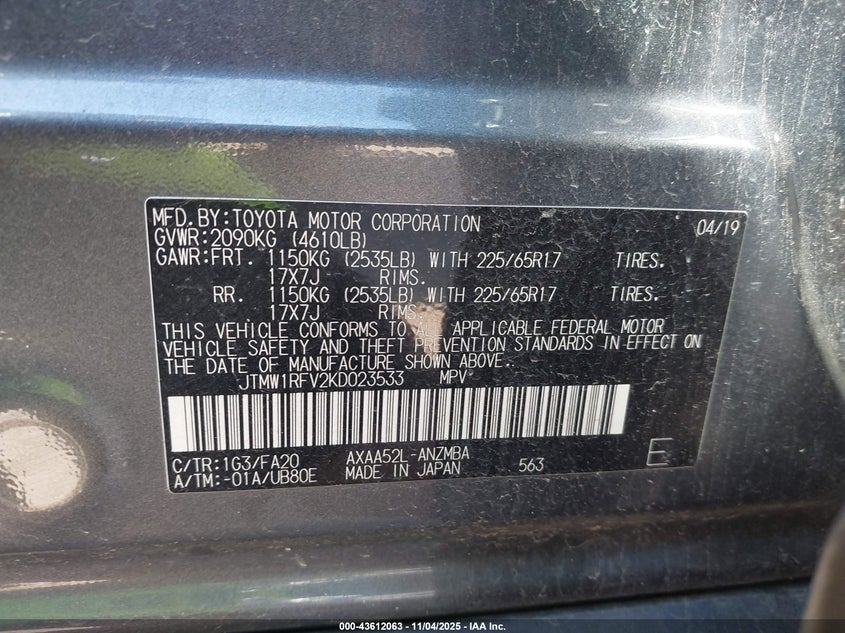 MFD.BY:TOYOTA MOTOR CORPORATION 04/19
GVWR:2090KG (4610LB)
GAWR:FRT. 1150KG (2535LB) WITH 225/65R17 TIRES.
17X7J RIMS.
RR. 1150KG (2535LB) WITH 225/65R17 TIRES.
17X7J RIMS.
THIS VEHICLE CONFORMS TO ALL APPLICABLE FEDERAL MOTOR
VEHICLE SAFETY AND THEFT PREVENTION STANDARDS IN EFFECT ON
THE DATE OF MANUFACTURE SHOWN ABOVE.
JTMW1RFV2KD023533 MPV
C/TR:1G3/FA20 AXAA52L-ANZMBA
A/TM:-01A/UB80E MADE IN JAPAN 563 E
000-43612063 - 11/04/2025 - IAA Inc.